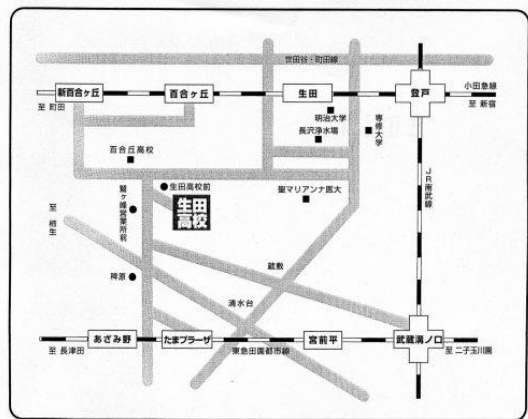 世田谷・町田線
小田急線
新百合ヶ丘
百合ヶ丘
生田
登戸
至 町田
至 新宿
明治大学
専修大学
長沢浄水場
百合丘高校
生田高校前
鷲ヶ峰営業所前
生田
高校
聖マリアンナ医大
JR南武線
至 柿生
蔵敷
稗原
清水台
あざみ野
たまプラーザ
宮前平
武蔵溝ノ口
至 長津田
東急田園都市線
至 二子玉川園